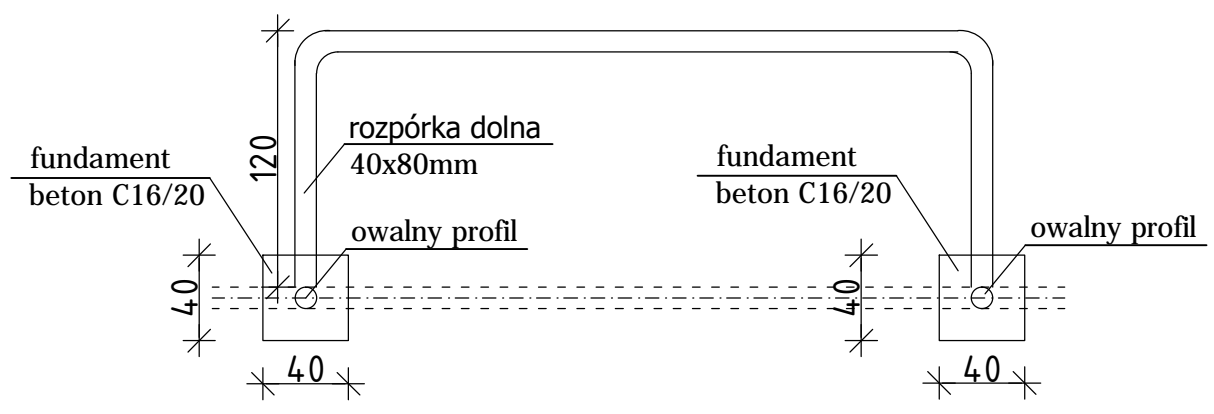 rozpórka dolna
40x80mm
120
fundament
beton C16/20
fundament
beton C16/20
owalny profil
owalny profil
40
40
40
40